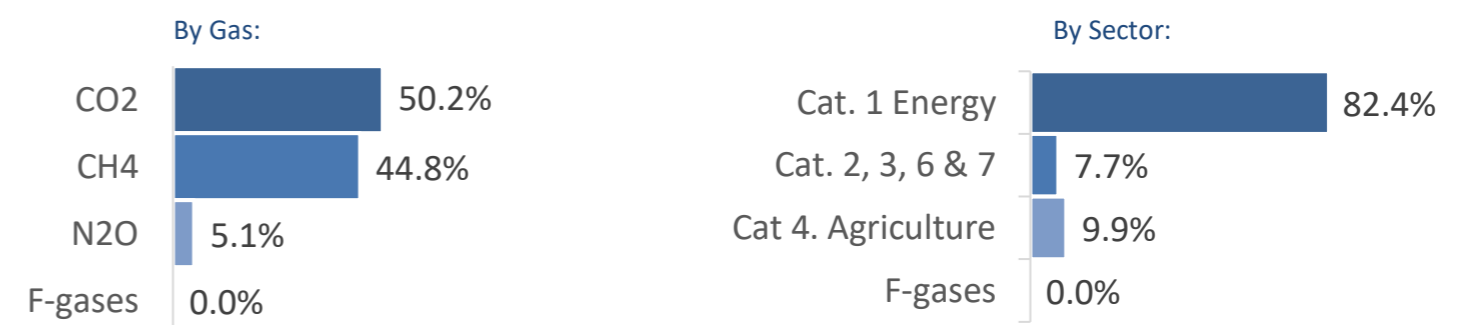 By Gas:
CO2 50.2%
CH4 44.8%
N2O 5.1%
F-gases 0.0%
By Sector:
Cat. 1 Energy 82.4%
Cat. 2, 3, 6 & 7 7.7%
Cat 4. Agriculture 9.9%
F-gases 0.0%